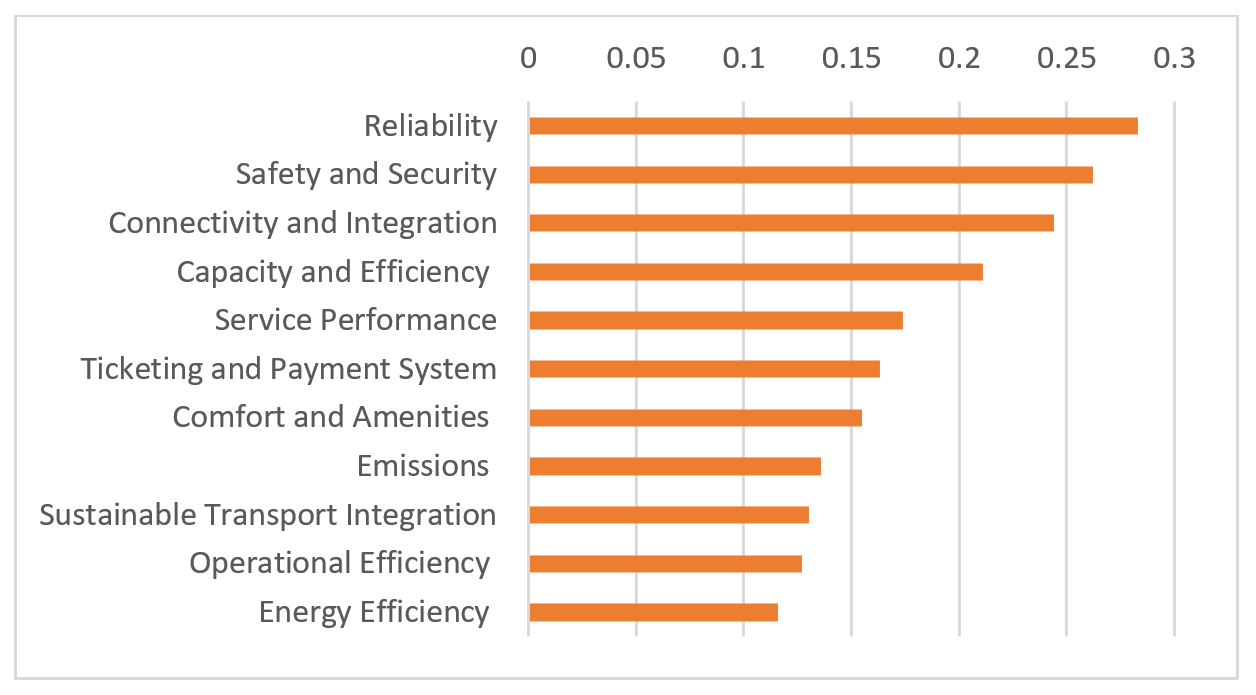 0 0.05 0.1 0.15 0.2 0.25 0.3
Reliability
Safety and Security
Connectivity and Integration
Capacity and Efficiency
Service Performance
Ticketing and Payment System
Comfort and Amenities
Emissions
Sustainable Transport Integration
Operational Efficiency
Energy Efficiency